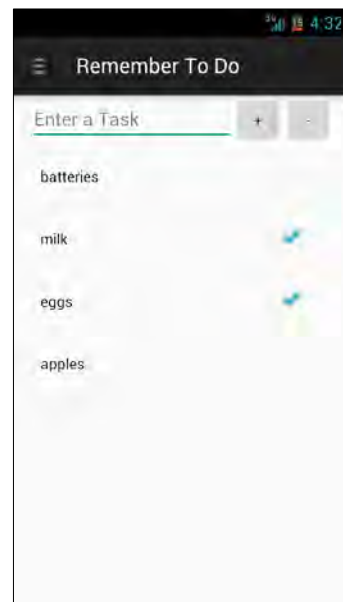 4:32
Remember To Do
Enter a Task + -
batteries
milk
eggs
apples